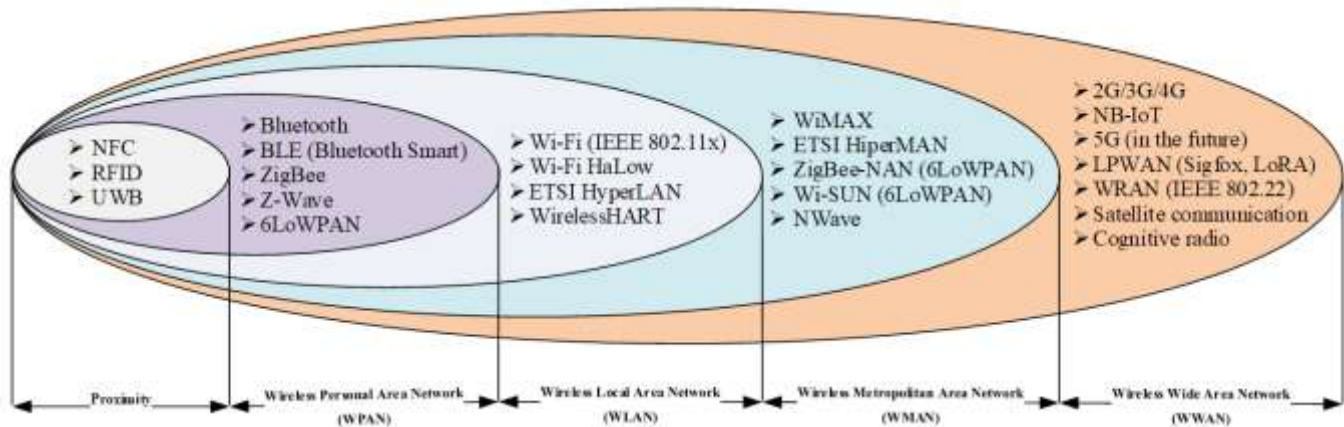 ➢ NFC
➢ RFID
➢ UWB
➢ Bluetooth
➢ BLE (Bluetooth Smart)
➢ ZigBee
➢ Z-Wave
➢ 6LoWPAN
➢ Wi-Fi (IEEE 802.11x)
➢ Wi-Fi HaLow
➢ ETSI HyperLAN
➢ WirelessHART
➢ WiMAX
➢ ETSI HiperMAN
➢ ZigBee-NAN (6LoWPAN)
➢ Wi-SUN (6LoWPAN)
➢ NWave
➢ 2G/3G/4G
➢ NB-IoT
➢ 5G (in the future)
➢ LPWAN (Sigfox, LoRA)
➢ WRAN (IEEE 802.22)
➢ Satellite communication
➢ Cognitive radio
Proximity
Wireless Personal Area Network
(WPAN)
Wireless Local Area Network
(WLAN)
Wireless Metropolitan Area Network
(WMAN)
Wireless Wide Area Network
(WWAN)